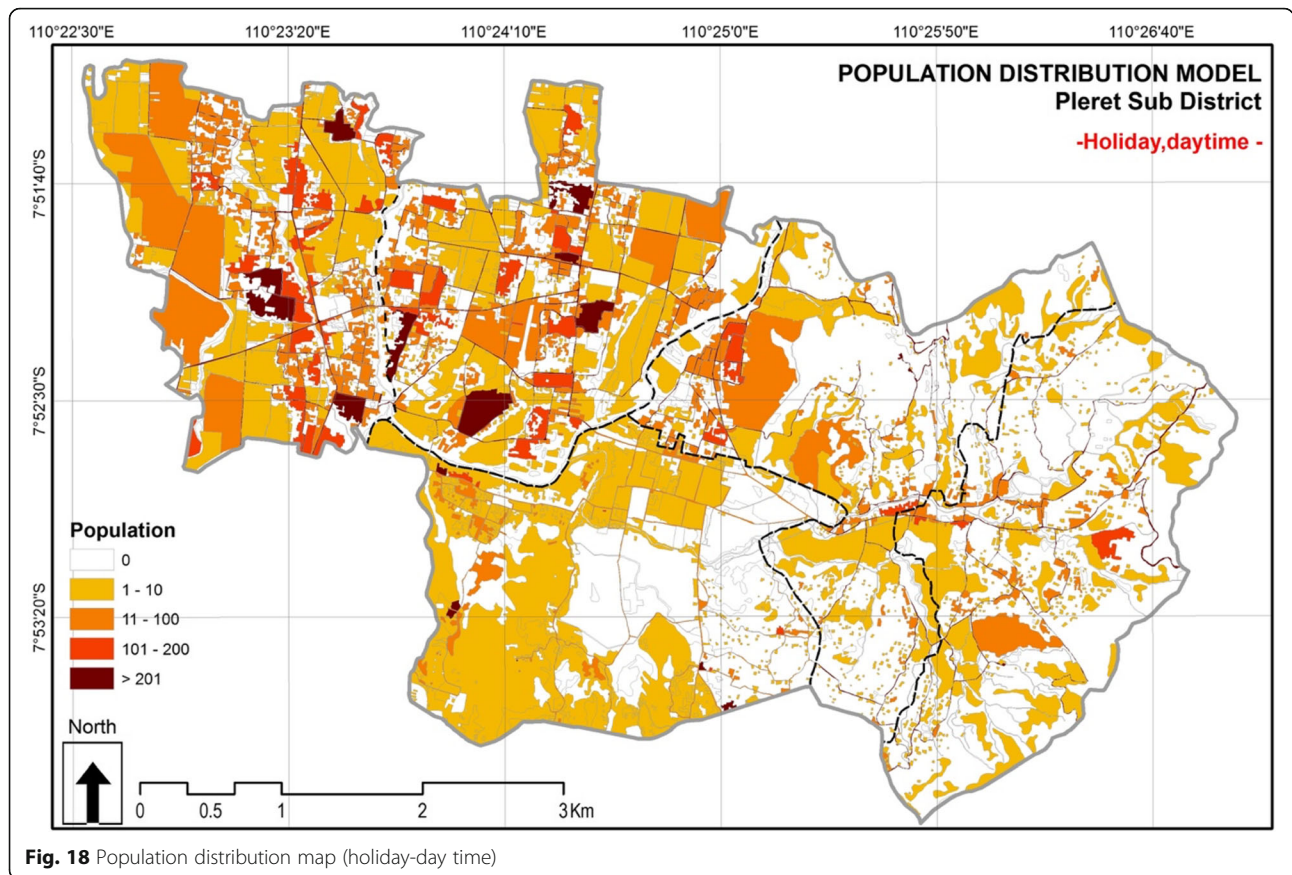 110°22'30"E 110°23'20"E 110°24'10"E 110°25'0"E 110°25'50"E 110°26'40"E
POPULATION DISTRIBUTION MODEL
Pleret Sub District
-Holiday,daytime -
7°51'40"S
7°52'30"S
7°53'20"S
Population
0
1 - 10
11 - 100
101 - 200
> 201
North
0 0.5 1 2 3 Km
Fig. 18 Population distribution map (holiday-day time)